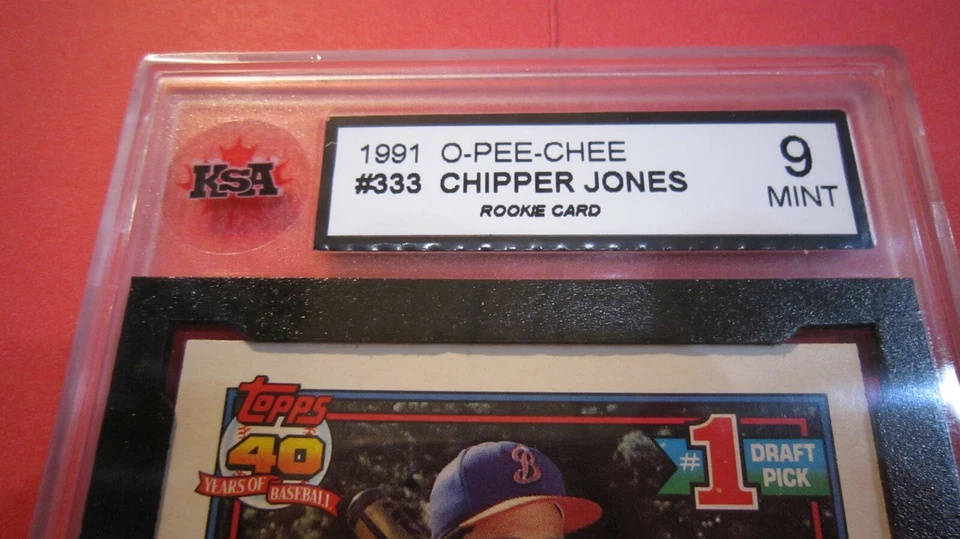 KSA
1991 O-PEE-CHEE
#333 CHIPPER JONES
ROOKIE CARD
9
MINT
Topps
40
YEARS OF BASEBALL
B
#1 DRAFT
PICK